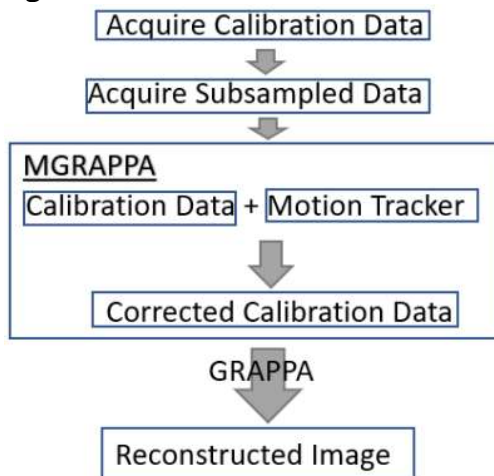 Acquire Calibration Data
Acquire Subsampled Data
MGRAPPA
Calibration Data + Motion Tracker
Corrected Calibration Data
GRAPPA
Reconstructed Image